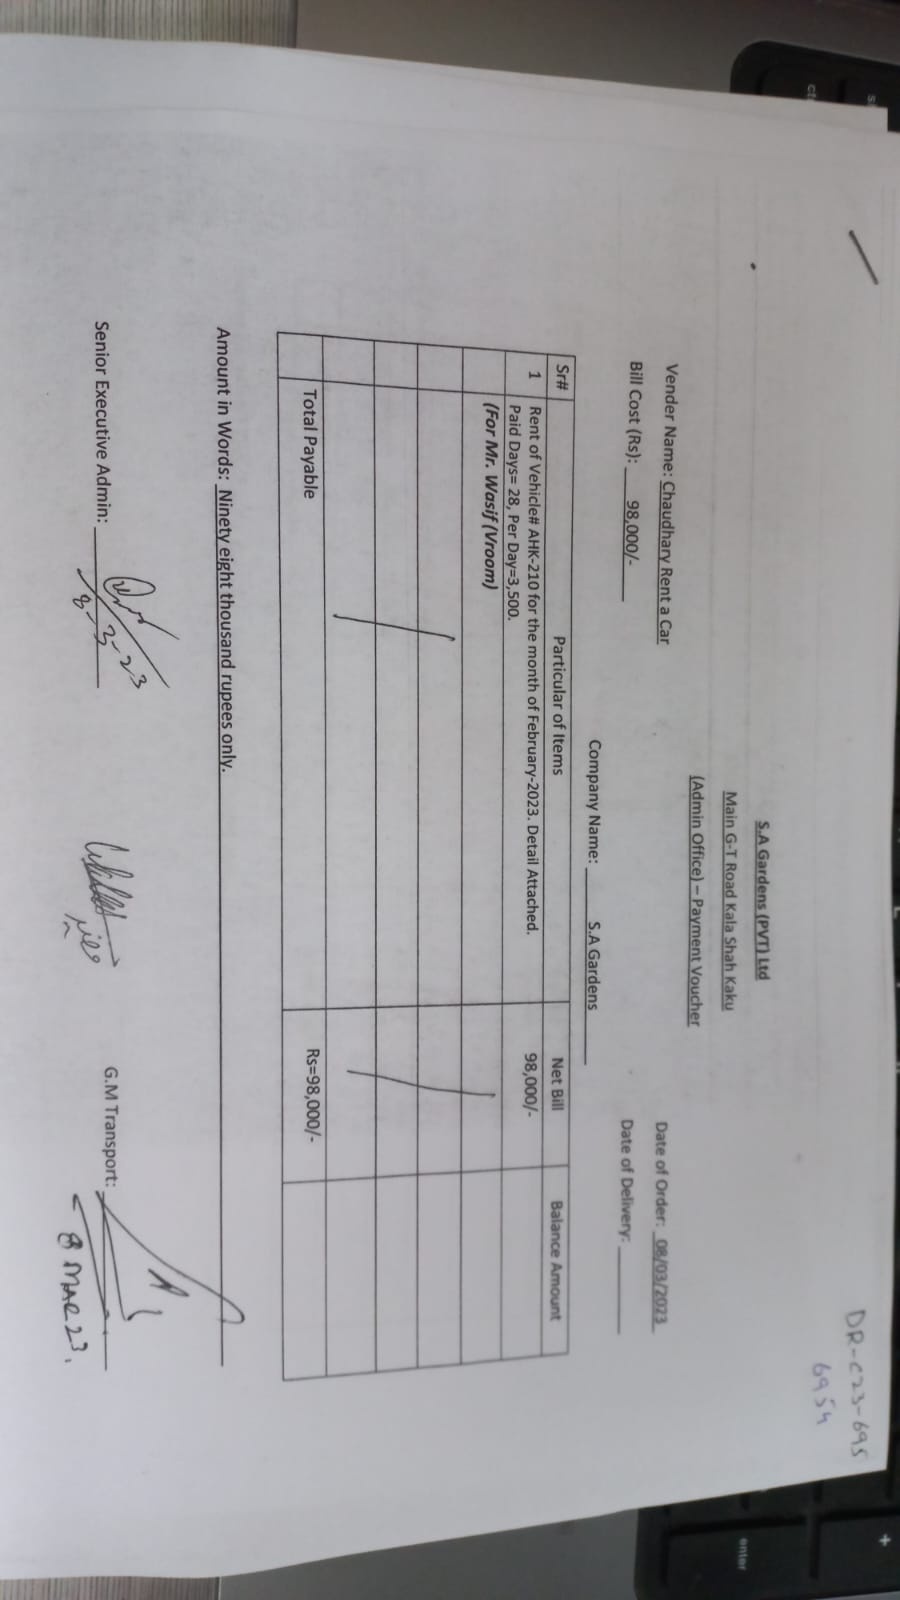 DR-C23-695
6954
S.A Gardens (PVT) Ltd
Main G-T Road Kala Shah Kaku
(Admin Office) – Payment Voucher
Vender Name: Chaudhary Rent a Car Date of Order: 08/03/2023
Bill Cost (Rs): 98,000/- Date of Delivery:
Company Name: S.A Gardens
Sr# Particular of Items Net Bill Balance Amount
1 Rent of Vehicle# AHK-210 for the month of February-2023. Detail Attached. 98,000/-
Paid Days= 28, Per Day=3,500.
(For Mr. Wasif (Vroom)
Total Payable Rs=98,000/-
Amount in Words: Ninety eight thousand rupees only.
Senior Executive Admin: G.M Transport:
8-3-23 8 MAR 23.
enter
+